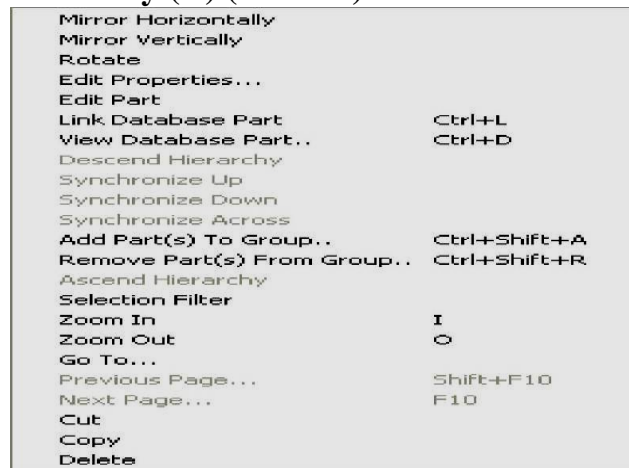 Mirror Horizontally
Mirror Vertically
Rotate
Edit Properties...
Edit Part
Link Database Part Ctrl+L
View Database Part.. Ctrl+D
Descend Hierarchy
Synchronize Up
Synchronize Down
Synchronize Across
Add Part(s) To Group.. Ctrl+Shift+A
Remove Part(s) From Group.. Ctrl+Shift+R
Ascend Hierarchy
Selection Filter
Zoom In I
Zoom Out O
Go To...
Previous Page... Shift+F10
Next Page... F10
Cut
Copy
Delete